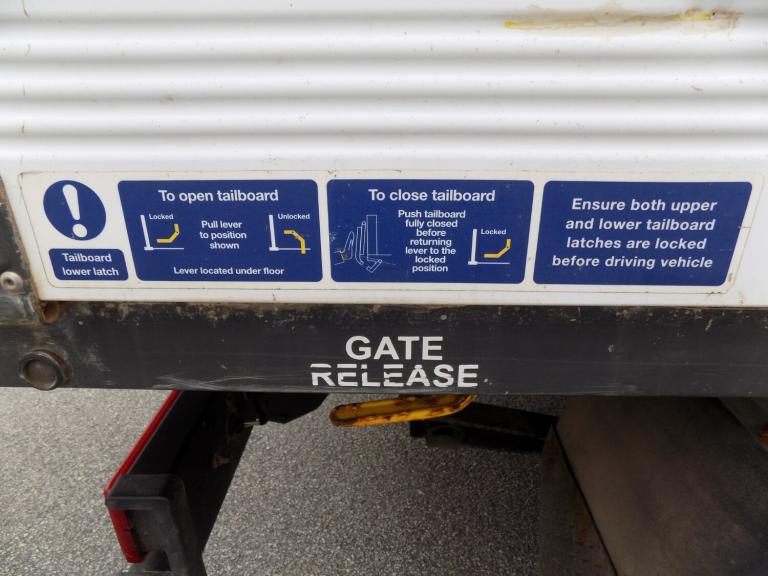 Tailboard
lower latch
To open tailboard
Locked
Pull lever
to position
shown
Unlocked
Lever located under floor
To close tailboard
Push tailboard
fully closed
before
returning
lever to the
locked
position
Locked
Ensure both upper
and lower tailboard
latches are locked
before driving vehicle
GATE
RELEASE